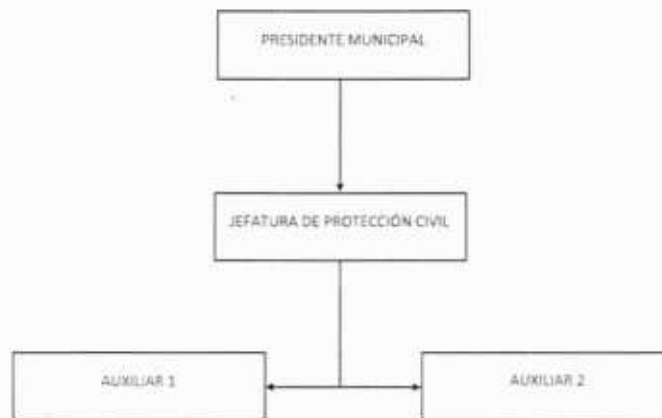 PRESIDENTE MUNICIPAL
JEFATURA DE PROTECCIÓN CIVIL
AUXILIAR 1
AUXILIAR 2